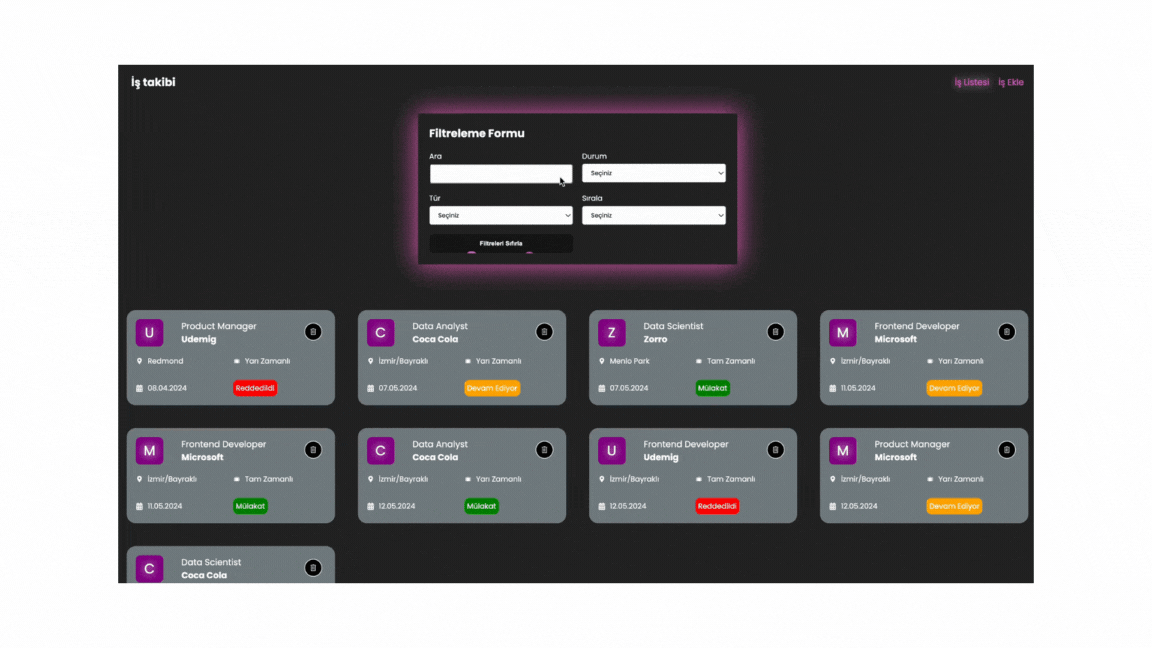 İş takibi
İş Listesi İş Ekle
Filtreleme Formu
Ara Durum
Seçiniz
Tür Sırala
Seçiniz Seçiniz
Filtreleri Sıfırla
U Product Manager
Udemig
Redmond Yarı Zamanlı
08.04.2024 Reddedildi
C Data Analyst
Coca Cola
İzmir/Bayraklı Yarı Zamanlı
07.05.2024 Devam Ediyor
Z Data Scientist
Zorro
Menlo Park Tam Zamanlı
07.05.2024 Mülakat
M Frontend Developer
Microsoft
İzmir/Bayraklı Yarı Zamanlı
11.05.2024 Devam Ediyor
M Frontend Developer
Microsoft
İzmir/Bayraklı Tam Zamanlı
11.05.2024 Mülakat
C Data Analyst
Coca Cola
İzmir/Bayraklı Yarı Zamanlı
12.05.2024 Mülakat
U Frontend Developer
Udemig
İzmir/Bayraklı Tam Zamanlı
12.05.2024 Reddedildi
M Product Manager
Microsoft
İzmir/Bayraklı Yarı Zamanlı
12.05.2024 Devam Ediyor
C Data Scientist
Coca Cola